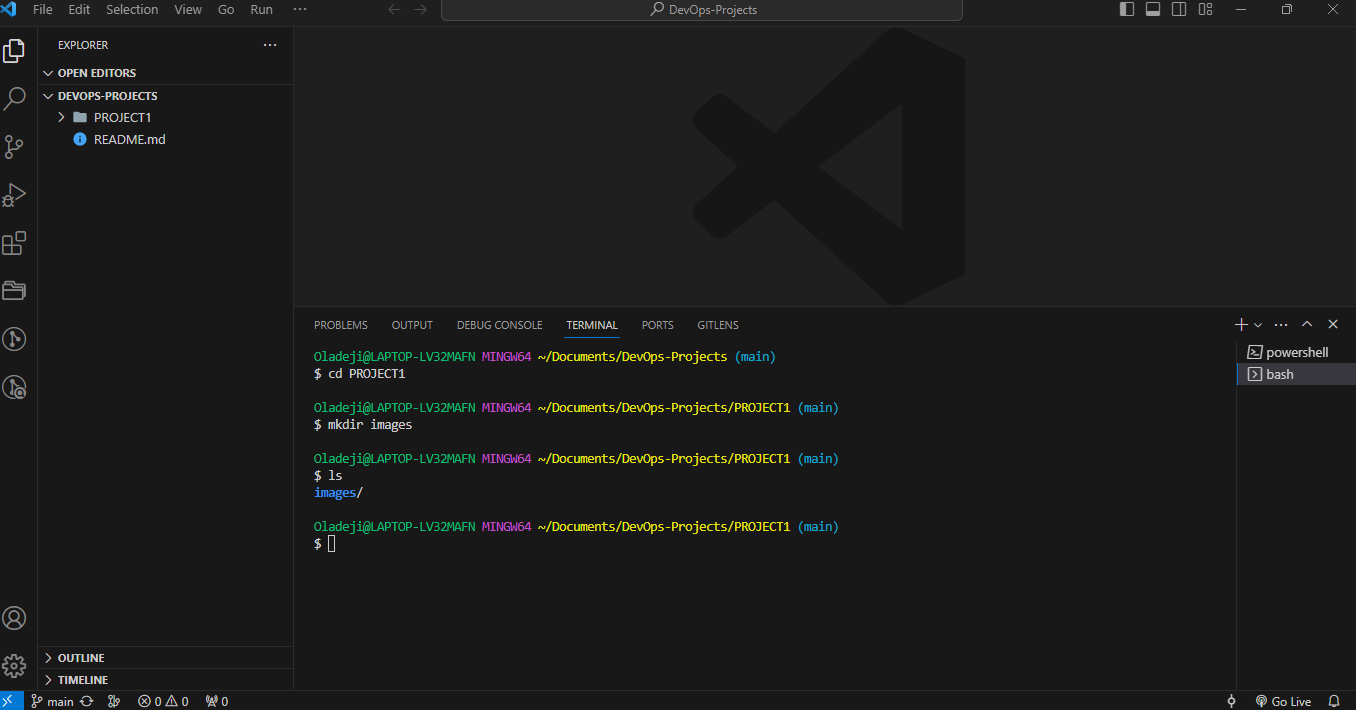 File Edit Selection View Go Run ···
DevOps-Projects
EXPLORER ···
OPEN EDITORS
DEVOPS-PROJECTS
PROJECT1
README.md
PROBLEMS OUTPUT DEBUG CONSOLE TERMINAL PORTS GITLENS
Oladeji@LAPTOP-LV32MAFN MINGW64 ~/Documents/DevOps-Projects (main)
$ cd PROJECT1
Oladeji@LAPTOP-LV32MAFN MINGW64 ~/Documents/DevOps-Projects/PROJECT1 (main)
$ mkdir images
Oladeji@LAPTOP-LV32MAFN MINGW64 ~/Documents/DevOps-Projects/PROJECT1 (main)
$ ls
images/
Oladeji@LAPTOP-LV32MAFN MINGW64 ~/Documents/DevOps-Projects/PROJECT1 (main)
$
powershell
bash
OUTLINE
TIMELINE
main 0 0 0 Go Live